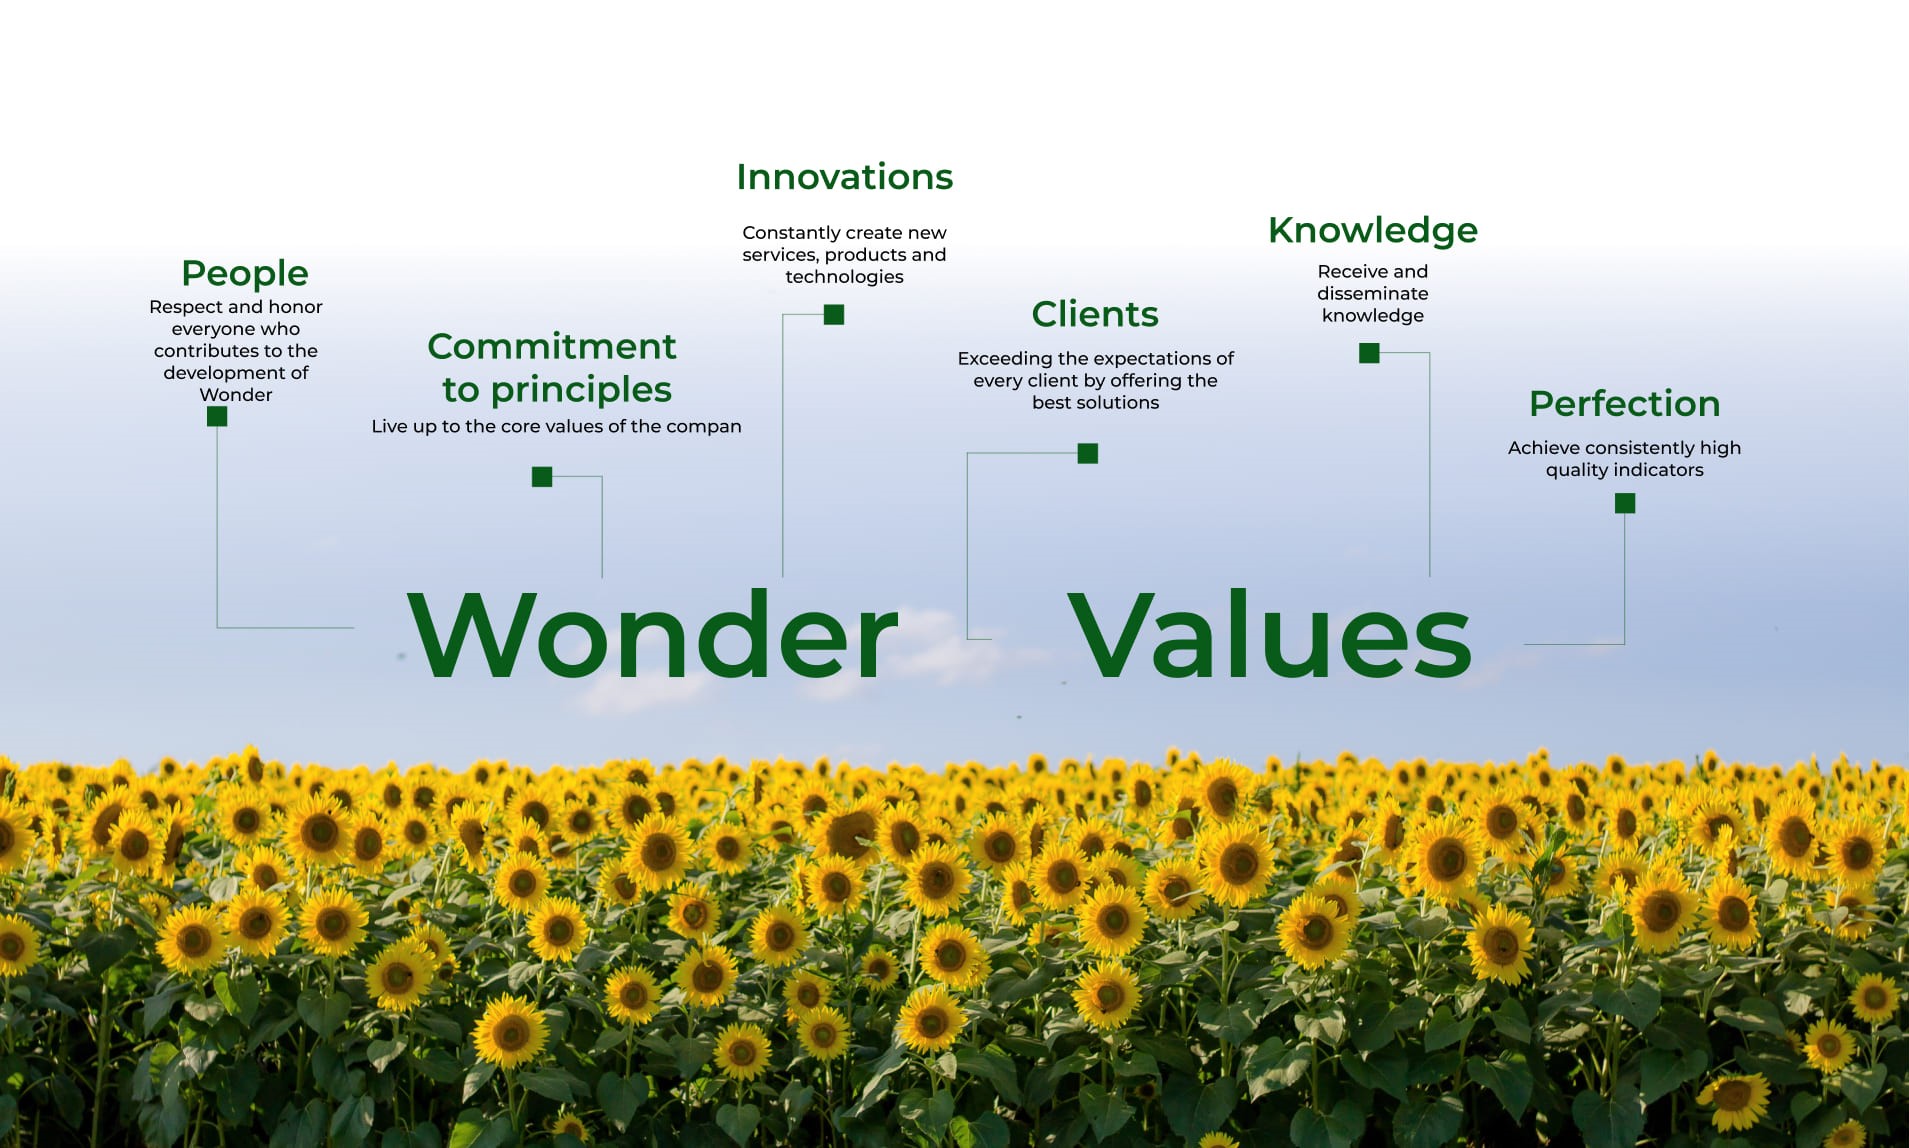 Innovations
Constantly create new
services, products and
technologies
Knowledge
Receive and
disseminate
knowledge
People
Respect and honor
everyone who
contributes to the
development of
Wonder
Clients
Exceeding the expectations of
every client by offering the
best solutions
Commitment
to principles
Live up to the core values of the compan
Perfection
Achieve consistently high
quality indicators
Wonder Values